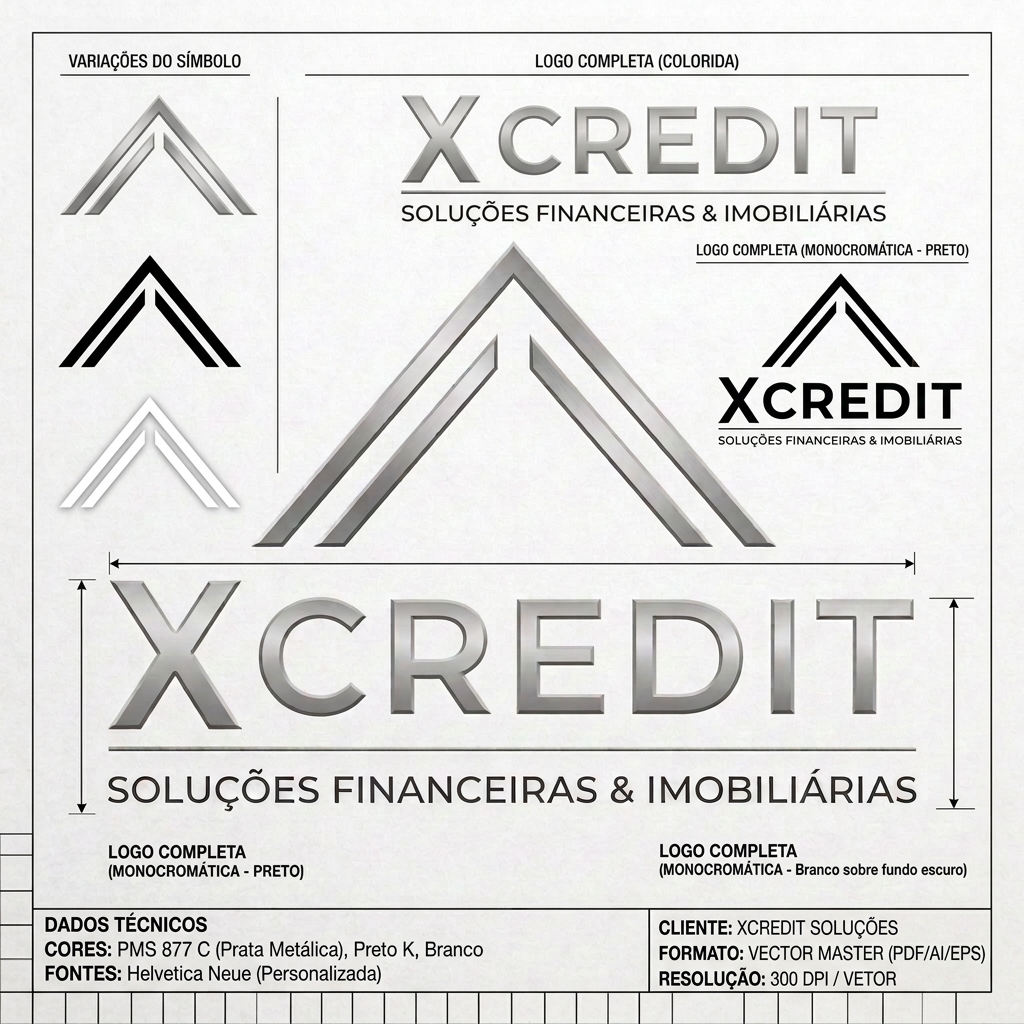 VARIAÇÕES DO SÍMBOLO
LOGO COMPLETA (COLORIDA)
XCREDIT
SOLUÇÕES FINANCEIRAS & IMOBILIÁRIAS
LOGO COMPLETA (MONOCROMÁTICA - PRETO)
XCREDIT
SOLUÇÕES FINANCEIRAS & IMOBILIÁRIAS
XCREDIT
SOLUÇÕES FINANCEIRAS & IMOBILIÁRIAS
LOGO COMPLETA
(MONOCROMÁTICA - PRETO)
LOGO COMPLETA
(MONOCROMÁTICA - Branco sobre fundo escuro)
DADOS TÉCNICOS
CORES: PMS 877 C (Prata Metálica), Preto K, Branco
FONTES: Helvetica Neue (Personalizada)
CLIENTE: XCREDIT SOLUÇÕES
FORMATO: VECTOR MASTER (PDF/AI/EPS)
RESOLUÇÃO: 300 DPI / VETOR